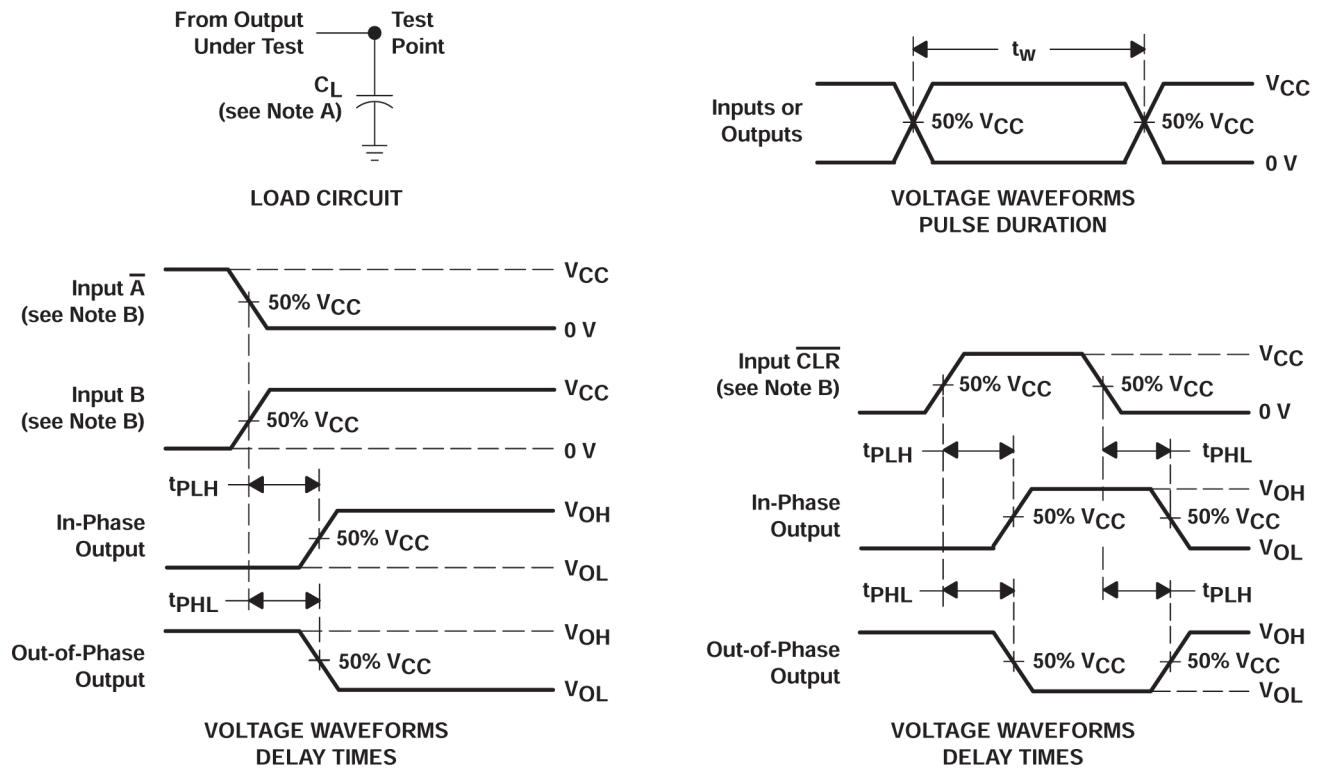 From Output
Under Test
Test
Point
CL
(see Note A)
LOAD CIRCUIT
tw
Inputs or
Outputs
50% VCC
50% VCC
VCC
0 V
VOLTAGE WAVEFORMS
PULSE DURATION
Input A̅
(see Note B)
50% VCC
VCC
0 V
Input B
(see Note B)
50% VCC
VCC
0 V
tPLH
In-Phase
Output
50% VCC
VOH
VOL
tPHL
Out-of-Phase
Output
50% VCC
VOH
VOL
VOLTAGE WAVEFORMS
DELAY TIMES
Input C̅L̅R̅
(see Note B)
50% VCC
50% VCC
VCC
0 V
tPLH
tPHL
In-Phase
Output
50% VCC
50% VCC
VOH
VOL
tPHL
tPLH
Out-of-Phase
Output
50% VCC
50% VCC
VOH
VOL
VOLTAGE WAVEFORMS
DELAY TIMES